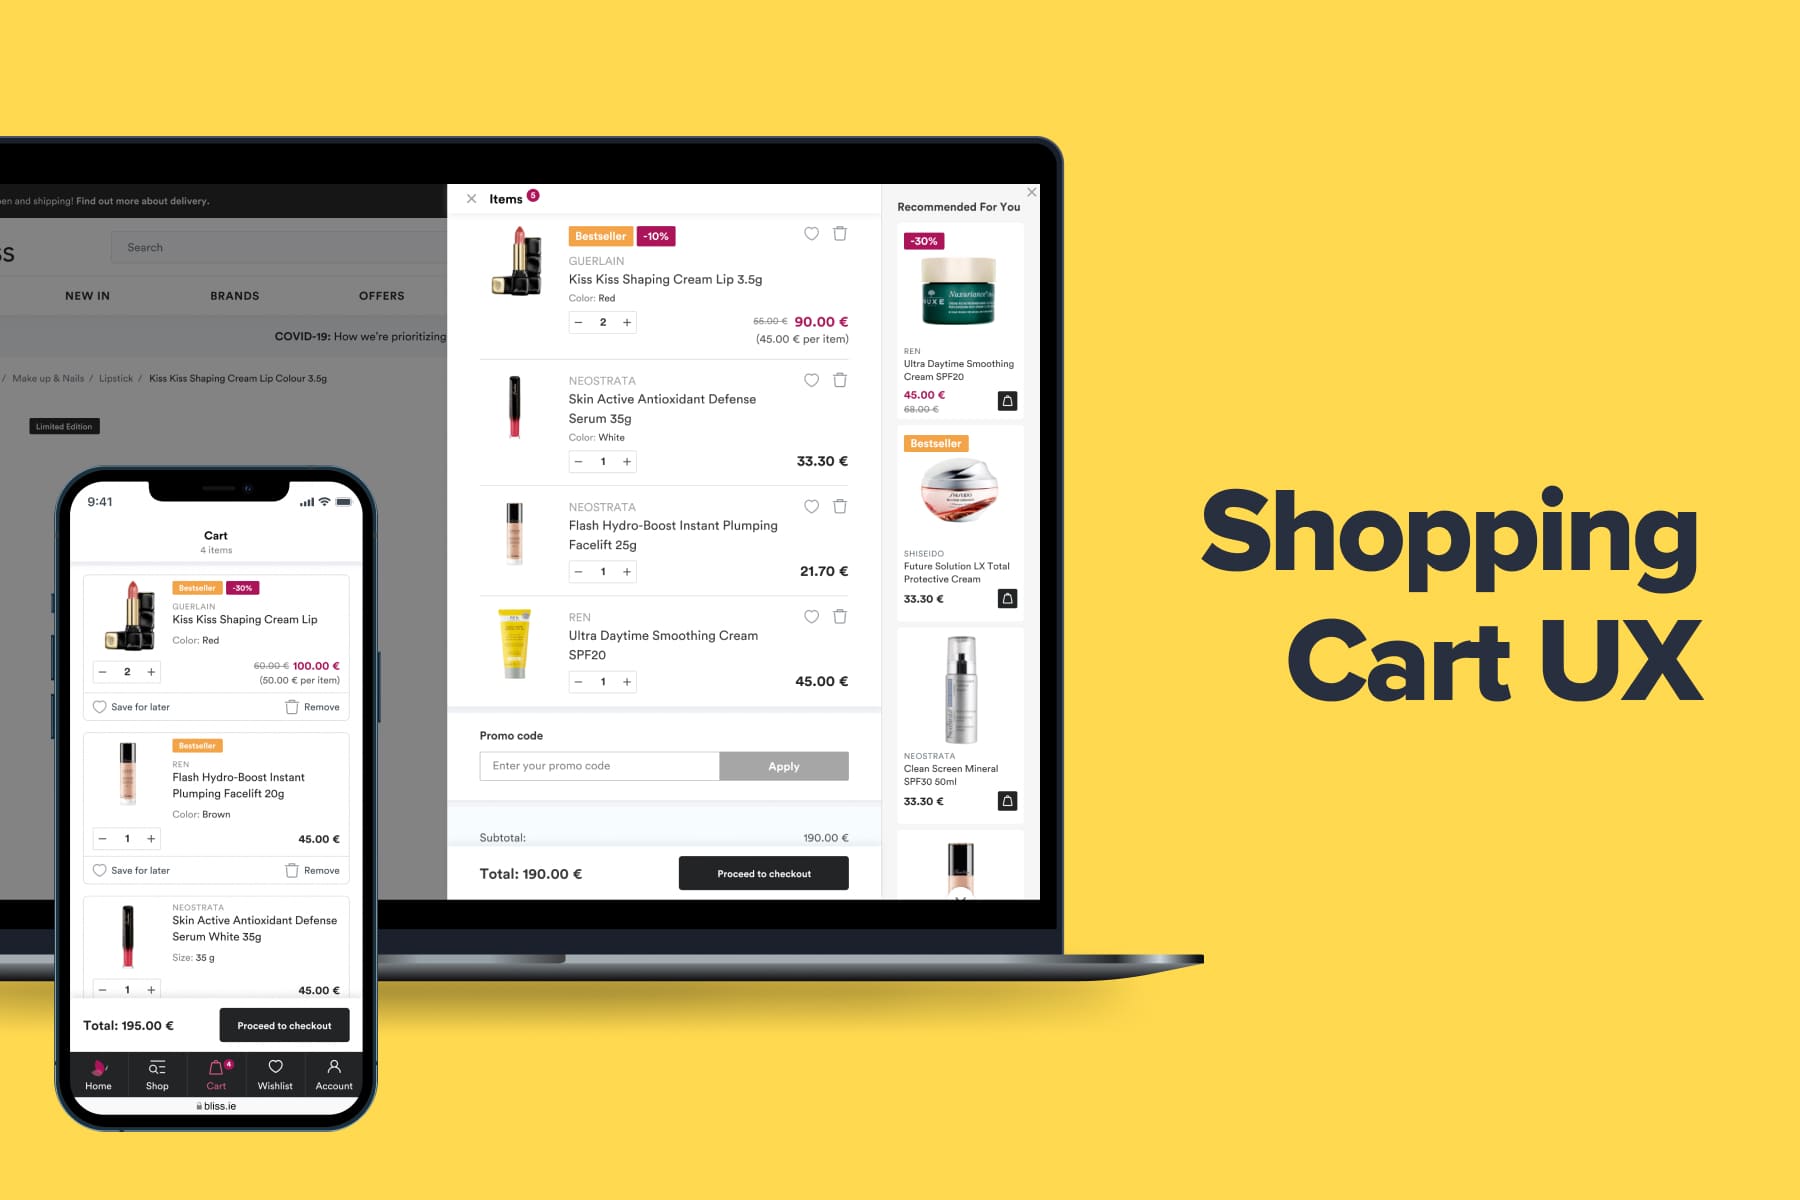 en and shipping! Find out more about delivery.
SS
Search
NEW IN
BRANDS
OFFERS
COVID-19: How we're prioritizing
/ Make up & Nails / Lipstick / Kiss Kiss Shaping Cream Lip Colour 3.5g
Limited Edition
Items 5
Bestseller -10%
GUERLAIN
Kiss Kiss Shaping Cream Lip 3.5g
Color: Red
− 2 +
55.00 € 90.00 €
(45.00 € per item)
NEOSTRATA
Skin Active Antioxidant Defense
Serum 35g
Color: White
− 1 +
33.30 €
NEOSTRATA
Flash Hydro-Boost Instant Plumping
Facelift 25g
− 1 +
21.70 €
REN
Ultra Daytime Smoothing Cream
SPF20
− 1 +
45.00 €
Promo code
Enter your promo code
Apply
Subtotal:
190.00 €
Total: 190.00 €
Proceed to checkout
Recommended For You
-30%
Nuxuriance
NUXE
REN
Ultra Daytime Smoothing
Cream SPF20
45.00 €
68.00 €
Bestseller
SHISEIDO
SHISEIDO
Future Solution LX Total
Protective Cream
33.30 €
NEOSTRATA
Clean Screen Mineral
SPF30 50ml
33.30 €
9:41
Cart
4 items
Bestseller -30%
GUERLAIN
Kiss Kiss Shaping Cream Lip
Color: Red
− 2 +
60.00 € 100.00 €
(50.00 € per item)
Save for later
Remove
Bestseller
REN
Flash Hydro-Boost Instant
Plumping Facelift 20g
Color: Brown
− 1 +
45.00 €
Save for later
Remove
NEOSTRATA
Skin Active Antioxidant Defense
Serum White 35g
Size: 35 g
− 1 +
45.00 €
Total: 195.00 €
Proceed to checkout
4
Home
Shop
Cart
Wishlist
Account
bliss.ie
Shopping
Cart UX